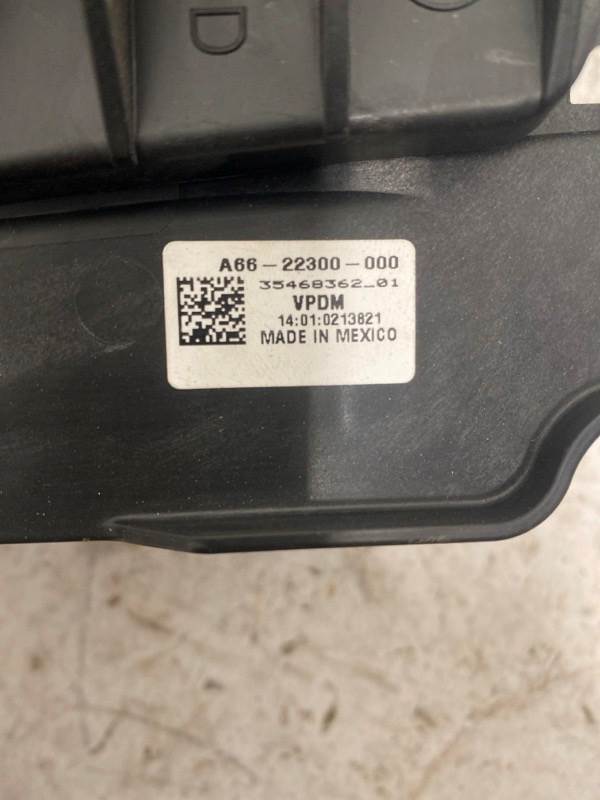 D
A66-22300-000
35468362_01
VPDM
14:01:0213821
MADE IN MEXICO